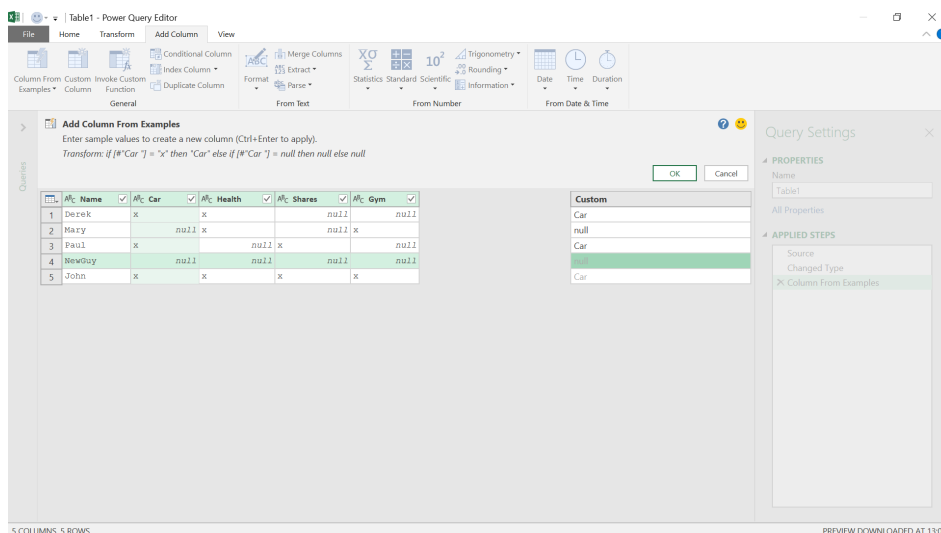 Table1 - Power Query Editor
File Home Transform Add Column View
Column From Examples
Custom Column
Invoke Custom Function
Conditional Column
Index Column
Duplicate Column
General
Format
Merge Columns
Extract
Parse
From Text
Statistics
Standard
Scientific
Trigonometry
Rounding
Information
From Number
Date
Time
Duration
From Date & Time
Queries
Add Column From Examples
Enter sample values to create a new column (Ctrl+Enter to apply).
Transform: if [#"Car "] = "x" then "Car" else if [#"Car "] = null then null else null
OK Cancel
Name Car Health Shares Gym Custom
1 Derek x x null null Car
2 Mary null x null x null
3 Paul x null x null Car
4 NewGuy null null null null null
5 John x x x x Car
Query Settings
PROPERTIES
Name
Table1
All Properties
APPLIED STEPS
Source
Changed Type
Column From Examples
5 COLUMNS, 5 ROWS
PREVIEW DOWNLOADED AT 13:0